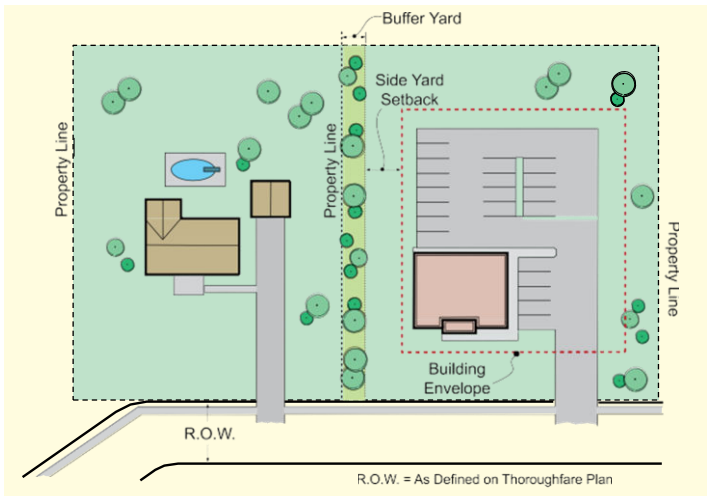 Buffer Yard
Side Yard
Setback
Property Line
Property Line
Property Line
Building
Envelope
R.O.W.
R.O.W. = As Defined on Thoroughfare Plan